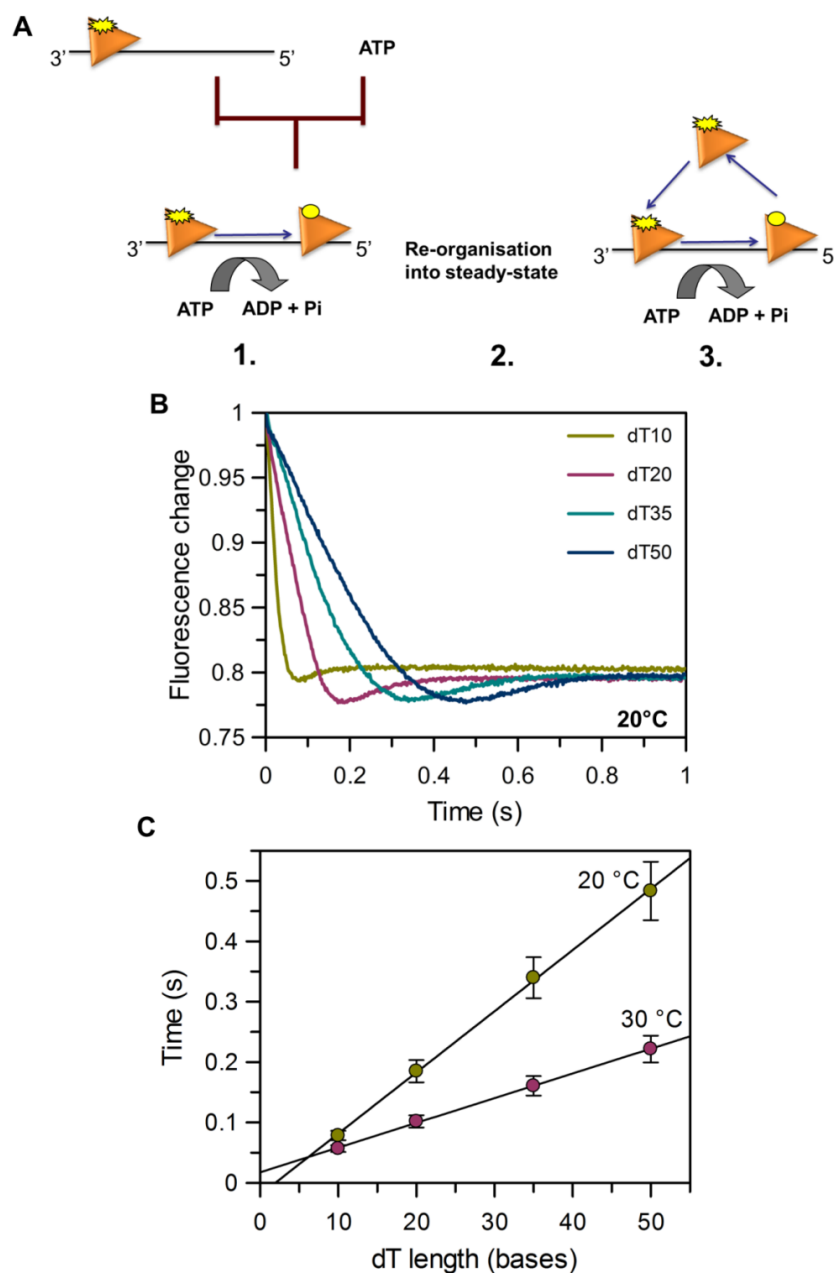 A
3’ 5’ ATP
3’ 5’
ATP ADP + Pi
Re-organisation
into steady-state
3’ 5
ATP ADP + Pi
1. 2. 3.
B
1
0.95
0.9
0.85
0.8
0.75
Fluorescence change
dT10
dT20
dT35
dT50
20°C
0 0.2 0.4 0.6 0.8 1
Time (s)
C
0.5
0.4
0.3
0.2
0.1
0
Time (s)
20 °C
30 °C
0 10 20 30 40 50
dT length (bases)